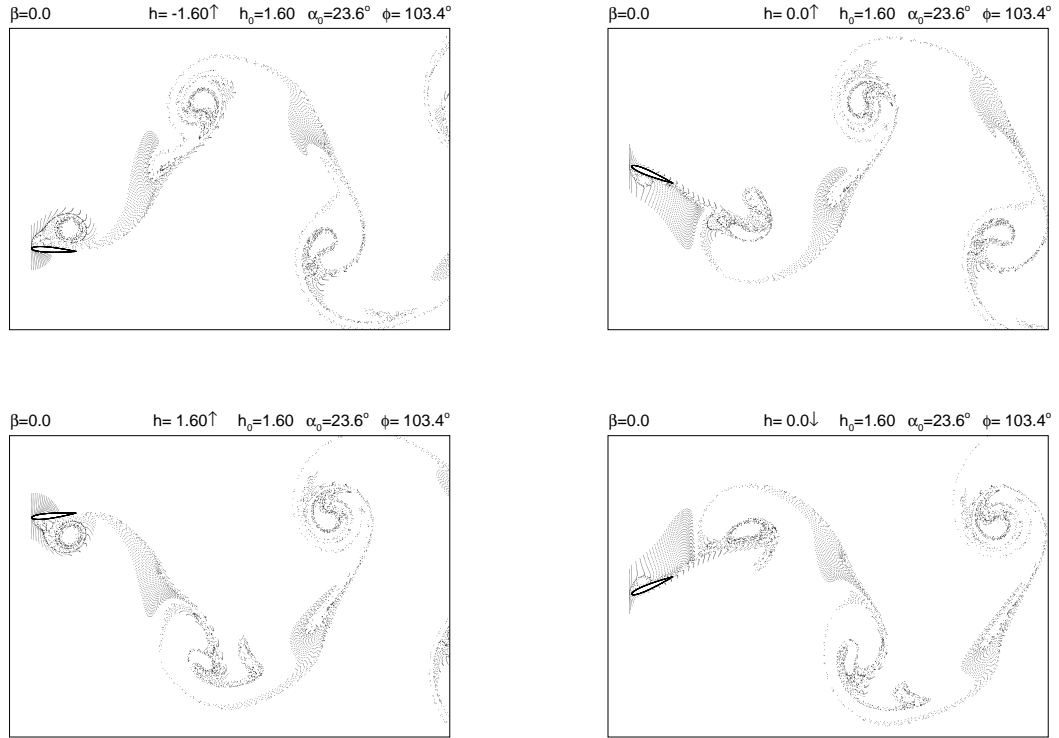 β=0.0 h= -1.60↑ h₀=1.60 α₀=23.6° ϕ= 103.4°
β=0.0 h= 0.0↑ h₀=1.60 α₀=23.6° ϕ= 103.4°
β=0.0 h= 1.60↑ h₀=1.60 α₀=23.6° ϕ= 103.4°
β=0.0 h= 0.0↓ h₀=1.60 α₀=23.6° ϕ= 103.4°